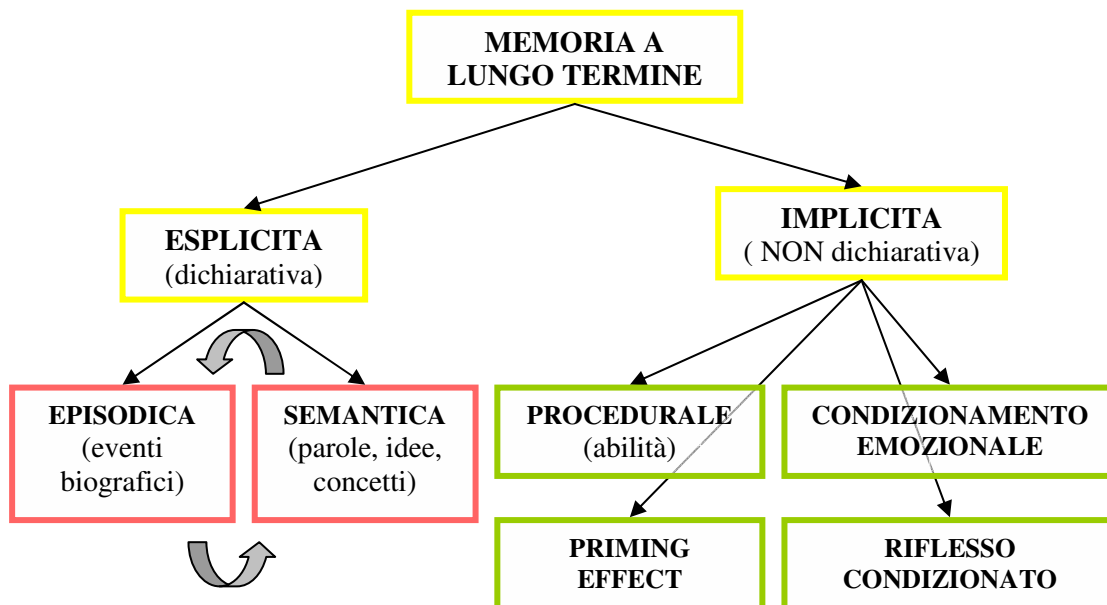 MEMORIA A
LUNGO TERMINE
ESPLICITA
(dichiarativa)
IMPLICITA
( NON dichiarativa)
EPISODICA
(eventi
biografici)
SEMANTICA
(parole, idee,
concetti)
PROCEDURALE
(abilità)
CONDIZIONAMENTO
EMOZIONALE
PRIMING
EFFECT
RIFLESSO
CONDIZIONATO